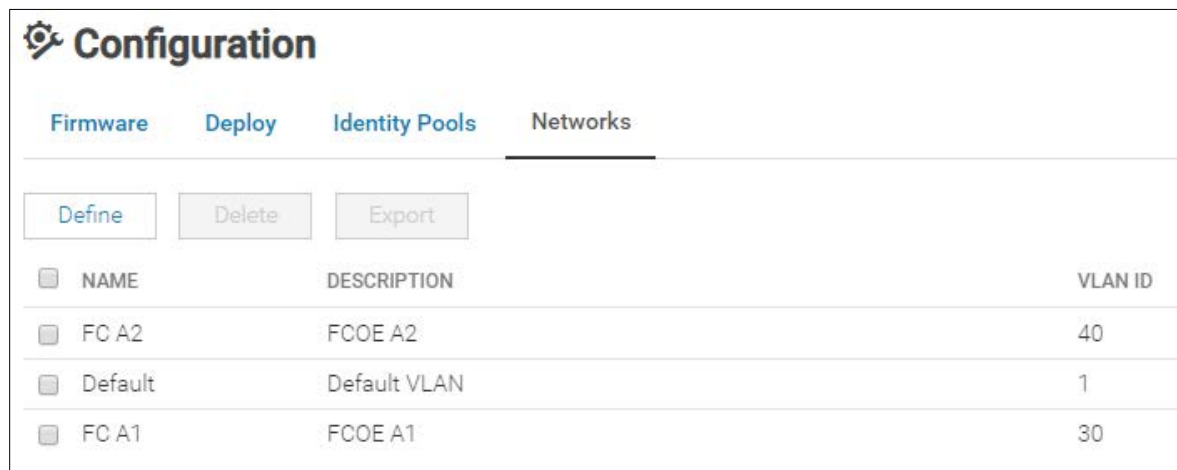 Configuration
Firmware Deploy Identity Pools Networks
Define Delete Export
NAME DESCRIPTION VLAN ID
FC A2 FCOE A2 40
Default Default VLAN 1
FC A1 FCOE A1 30